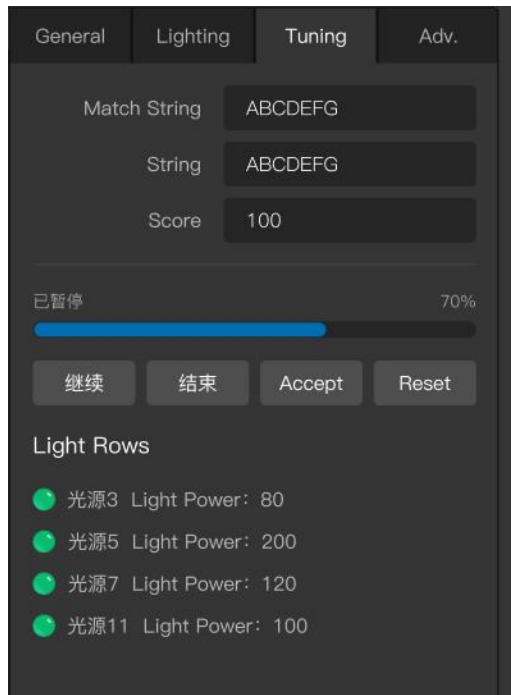 General Lighting Tuning Adv.
Match String ABCDEFG
String ABCDEFG
Score 100
已暂停 70%
继续 结束 Accept Reset
Light Rows
光源3 Light Power：80
光源5 Light Power：200
光源7 Light Power：120
光源11 Light Power：100